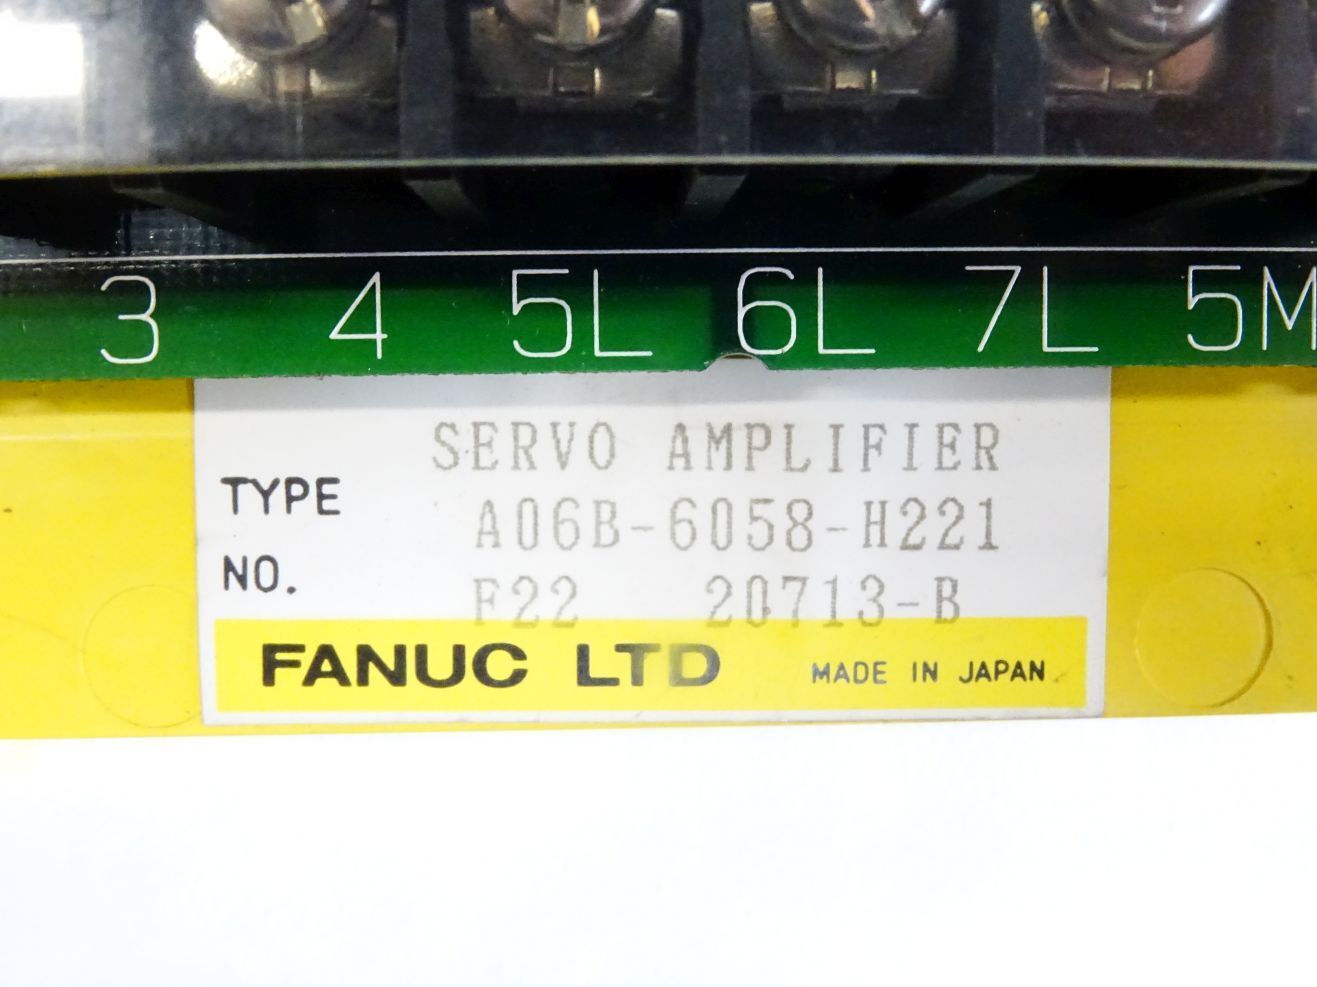 3 4 5L 6L 7L 5M
SERVO AMPLIFIER
TYPE A06B-6058-H221
NO. F22 20713-B
FANUC LTD MADE IN JAPAN